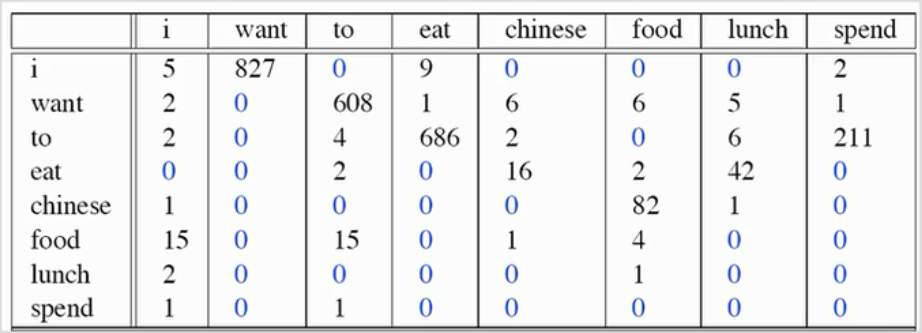 i want to eat chinese food lunch spend
i 5 827 0 9 0 0 0 2
want 2 0 608 1 6 6 5 1
to 2 0 4 686 2 0 6 211
eat 0 0 2 0 16 2 42 0
chinese 1 0 0 0 0 82 1 0
food 15 0 15 0 1 4 0 0
lunch 2 0 0 0 0 1 0 0
spend 1 0 1 0 0 0 0 0